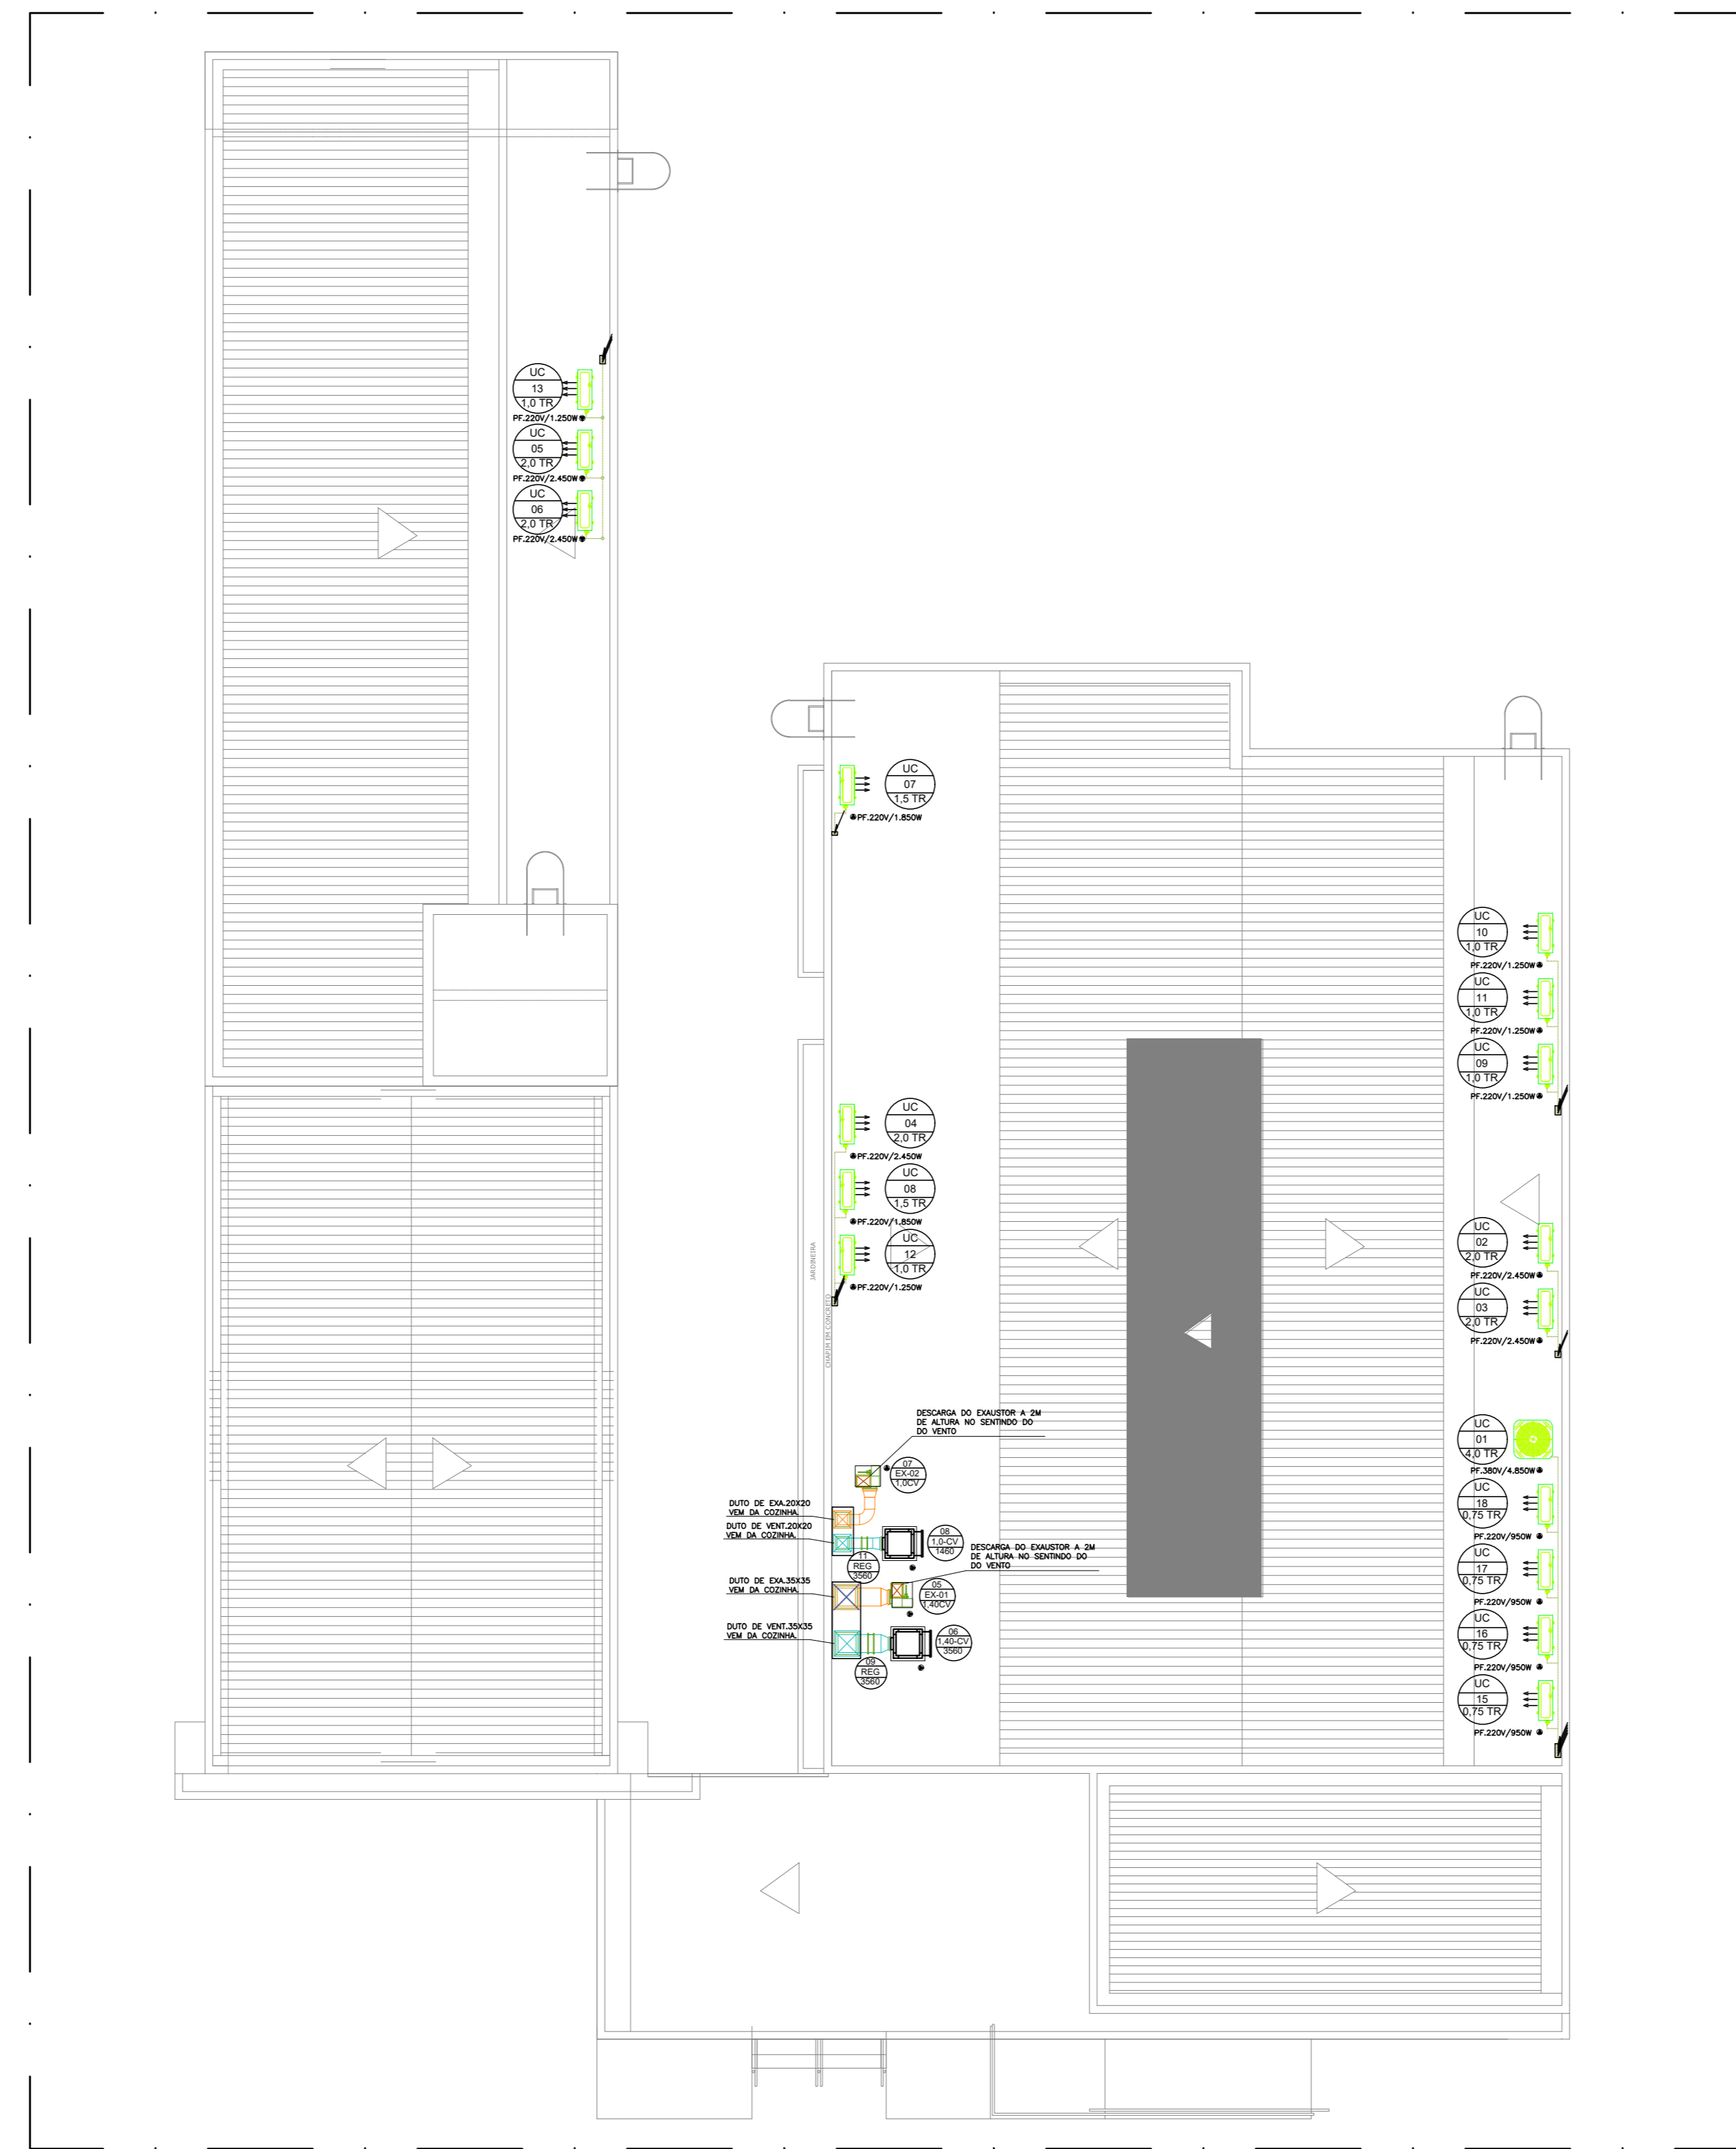 UC
13
1,0 TR
PF.220V/1.250W
UC
05
2,0 TR
PF.220V/2.450W
UC
06
2,0 TR
PF.220V/2.450W
UC
07
1,5 TR
PF.220V/1.850W
UC
10
1,0 TR
PF.220V/1.250W
UC
11
1,0 TR
PF.220V/1.250W
UC
09
1,0 TR
PF.220V/1.250W
UC
04
2,0 TR
PF.220V/2.450W
UC
08
1,5 TR
PF.220V/1.850W
UC
12
1,0 TR
PF.220V/1.250W
JARDINEIRA
CHAPIM EM CONCRETO
UC
02
2,0 TR
PF.220V/2.450W
UC
03
2,0 TR
PF.220V/2.450W
DESCARGA DO EXAUSTOR A 2M
DE ALTURA NO SENTINDO DO
DO VENTO
07
EX-02
1,0CV
DUTO DE EXA.20X20
VEM DA COZINHA.
DUTO DE VENT.20X20
VEM DA COZINHA.
08
1,0-CV
1460
11
REG
3560
DESCARGA DO EXAUSTOR A 2M
DE ALTURA NO SENTINDO DO
DO VENTO
DUTO DE EXA.35X35
VEM DA COZINHA.
05
EX-01
1,40CV
DUTO DE VENT.35X35
VEM DA COZINHA.
06
1,40-CV
3560
09
REG
3560
UC
01
4,0 TR
PF.380V/4.850W
UC
18
0,75 TR
PF.220V/950W
UC
17
0,75 TR
PF.220V/950W
UC
16
0,75 TR
PF.220V/950W
UC
15
0,75 TR
PF.220V/950W